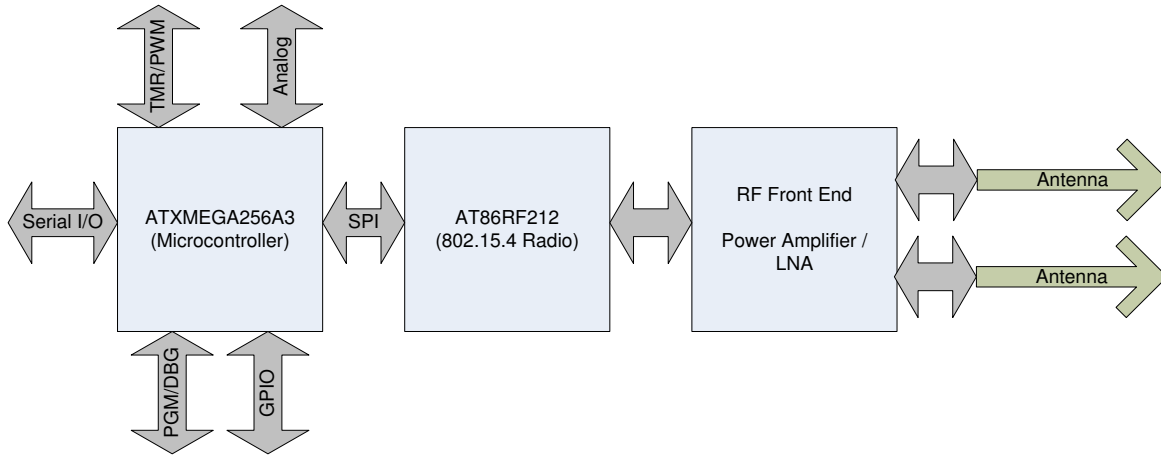 TMR/PWM
Analog
Serial I/O
ATXMEGA256A3
(Microcontroller)
SPI
AT86RF212
(802.15.4 Radio)
RF Front End
Power Amplifier /
LNA
Antenna
Antenna
PGM/DBG
GPIO